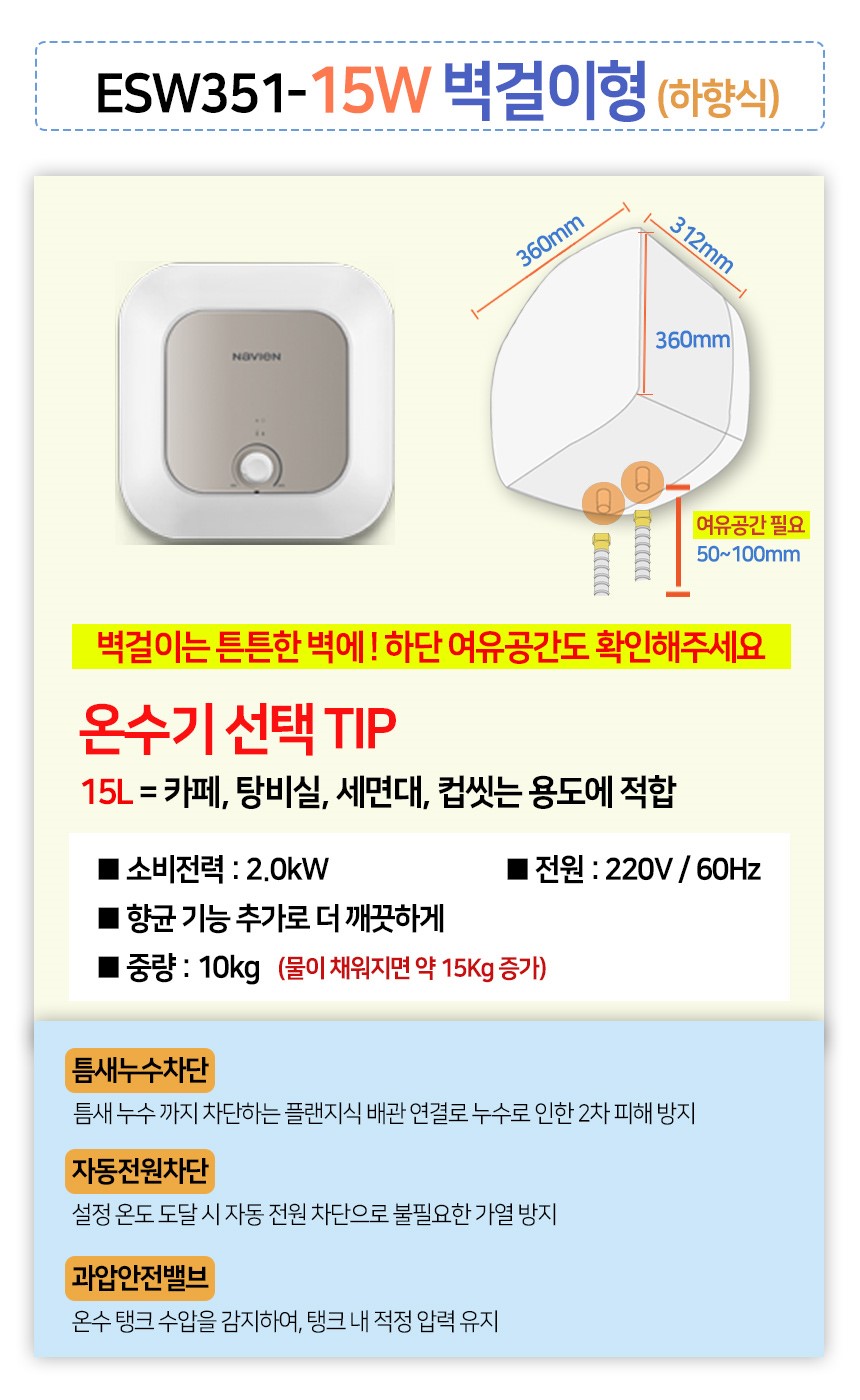 ESW351-15W 벽걸이형 (하향식)
360mm
312mm
NAVIEN
360mm
여유공간 필요
50~100mm
벽걸이는 튼튼한 벽에! 하단 여유공간도 확인해주세요
온수기 선택 TIP
15L = 카페, 탕비실, 세면대, 컵씻는 용도에 적합
■ 소비전력 : 2.0kW ■ 전원 : 220V / 60Hz
■ 향균 기능 추가로 더 깨끗하게
■ 중량 : 10kg (물이 채워지면 약 15Kg 증가)
틈새누수차단
틈새 누수 까지 차단하는 플랜지식 배관 연결로 누수로 인한 2차 피해 방지
자동전원차단
설정 온도 도달 시 자동 전원 차단으로 불필요한 가열 방지
과압안전밸브
온수 탱크 수압을 감지하여, 탱크 내 적정 압력 유지